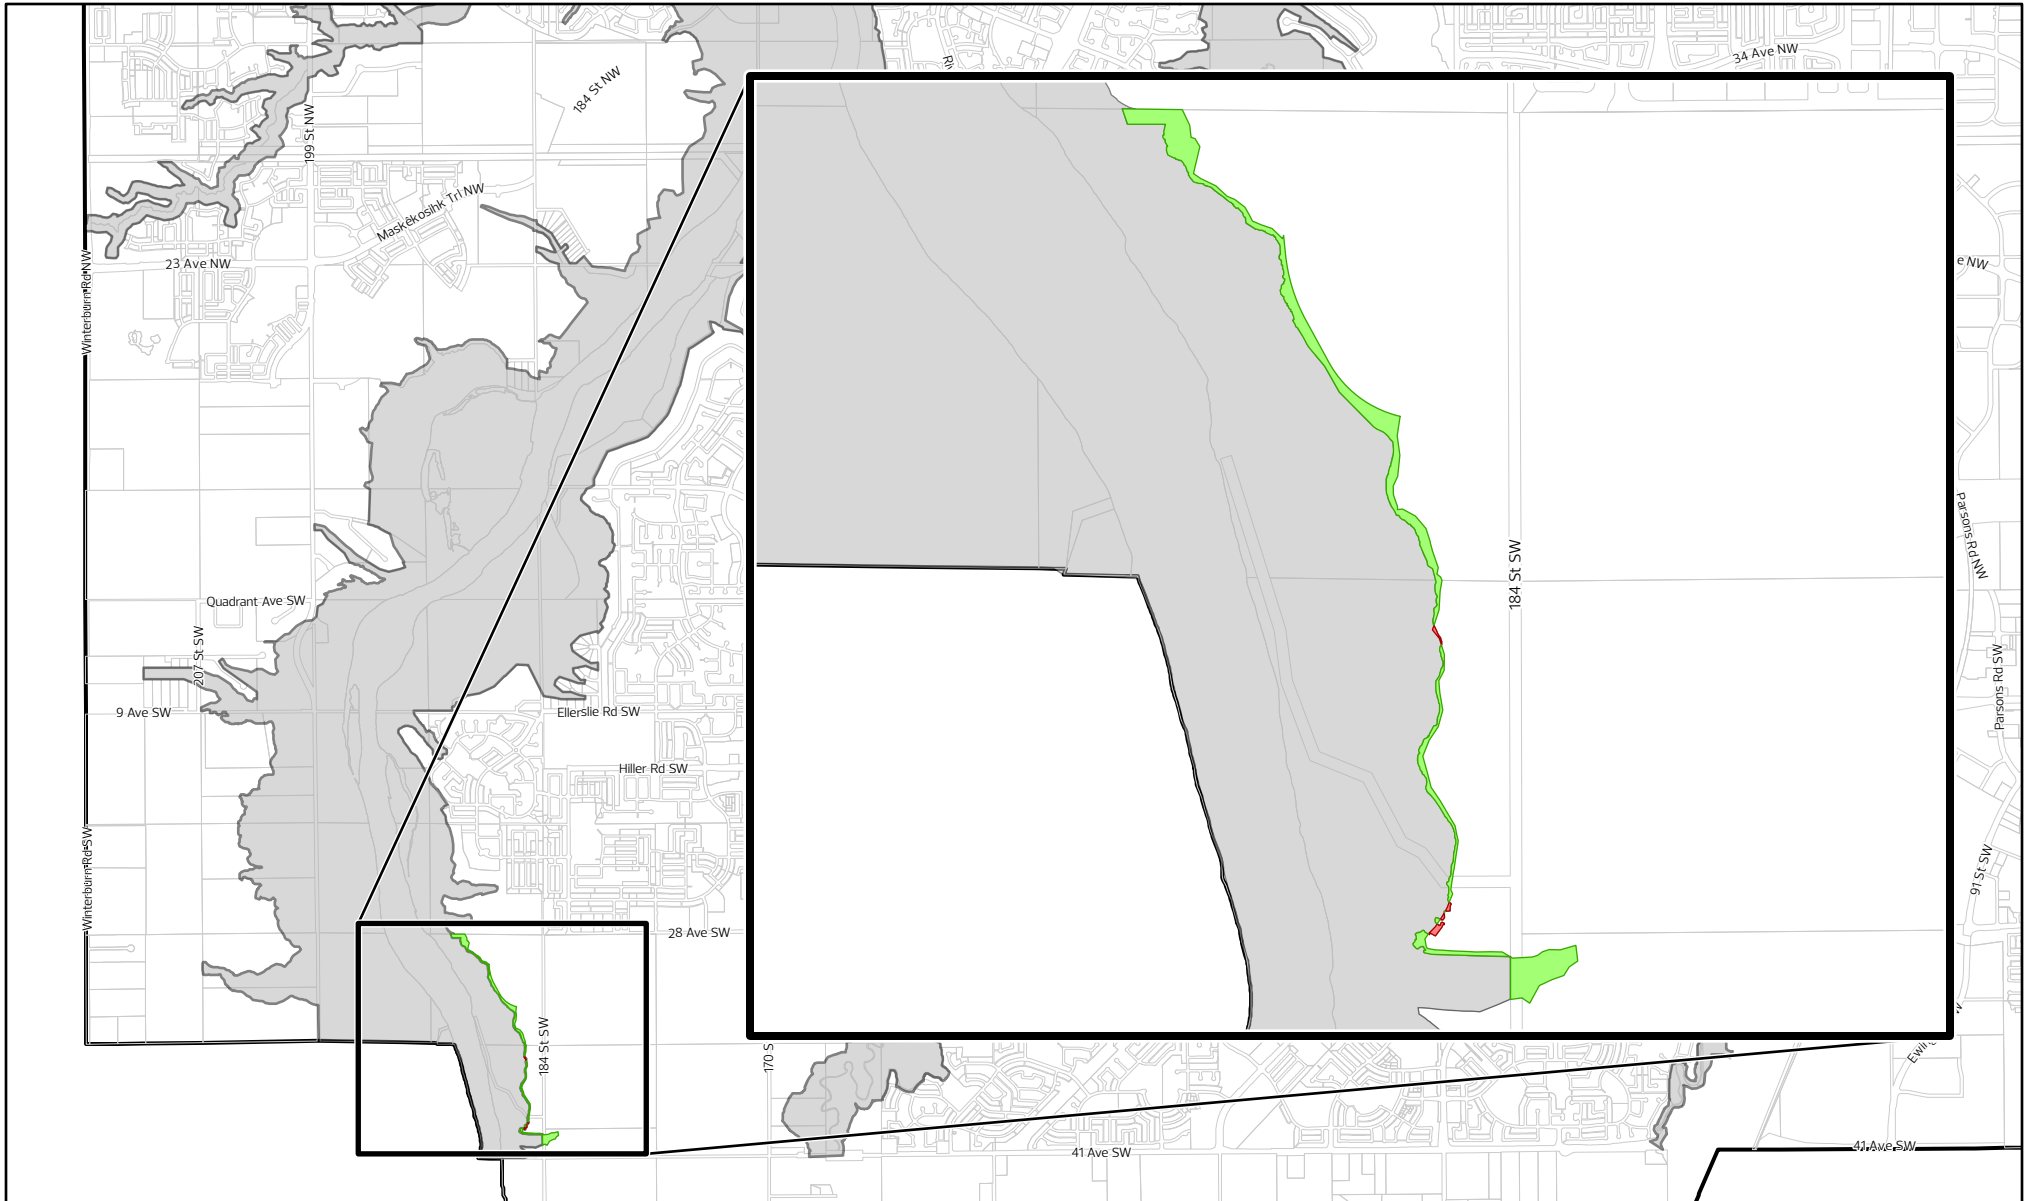 34 Ave NW
184 St NW
199 St NW
Maskêkosihk Trl NW
23 Ave NW
e NW
Winterburn Rd NW
Parsons Rd NW
184 St SW
Quadrant Ave SW
207 St SW
Parsons Rd SW
9 Ave SW
Ellerslie Rd SW
Hiller Rd SW
Winterburn Rd SW
91 St SW
28 Ave SW
184 St SW
170 S
Ewin
41 Ave SW
41 Ave SW